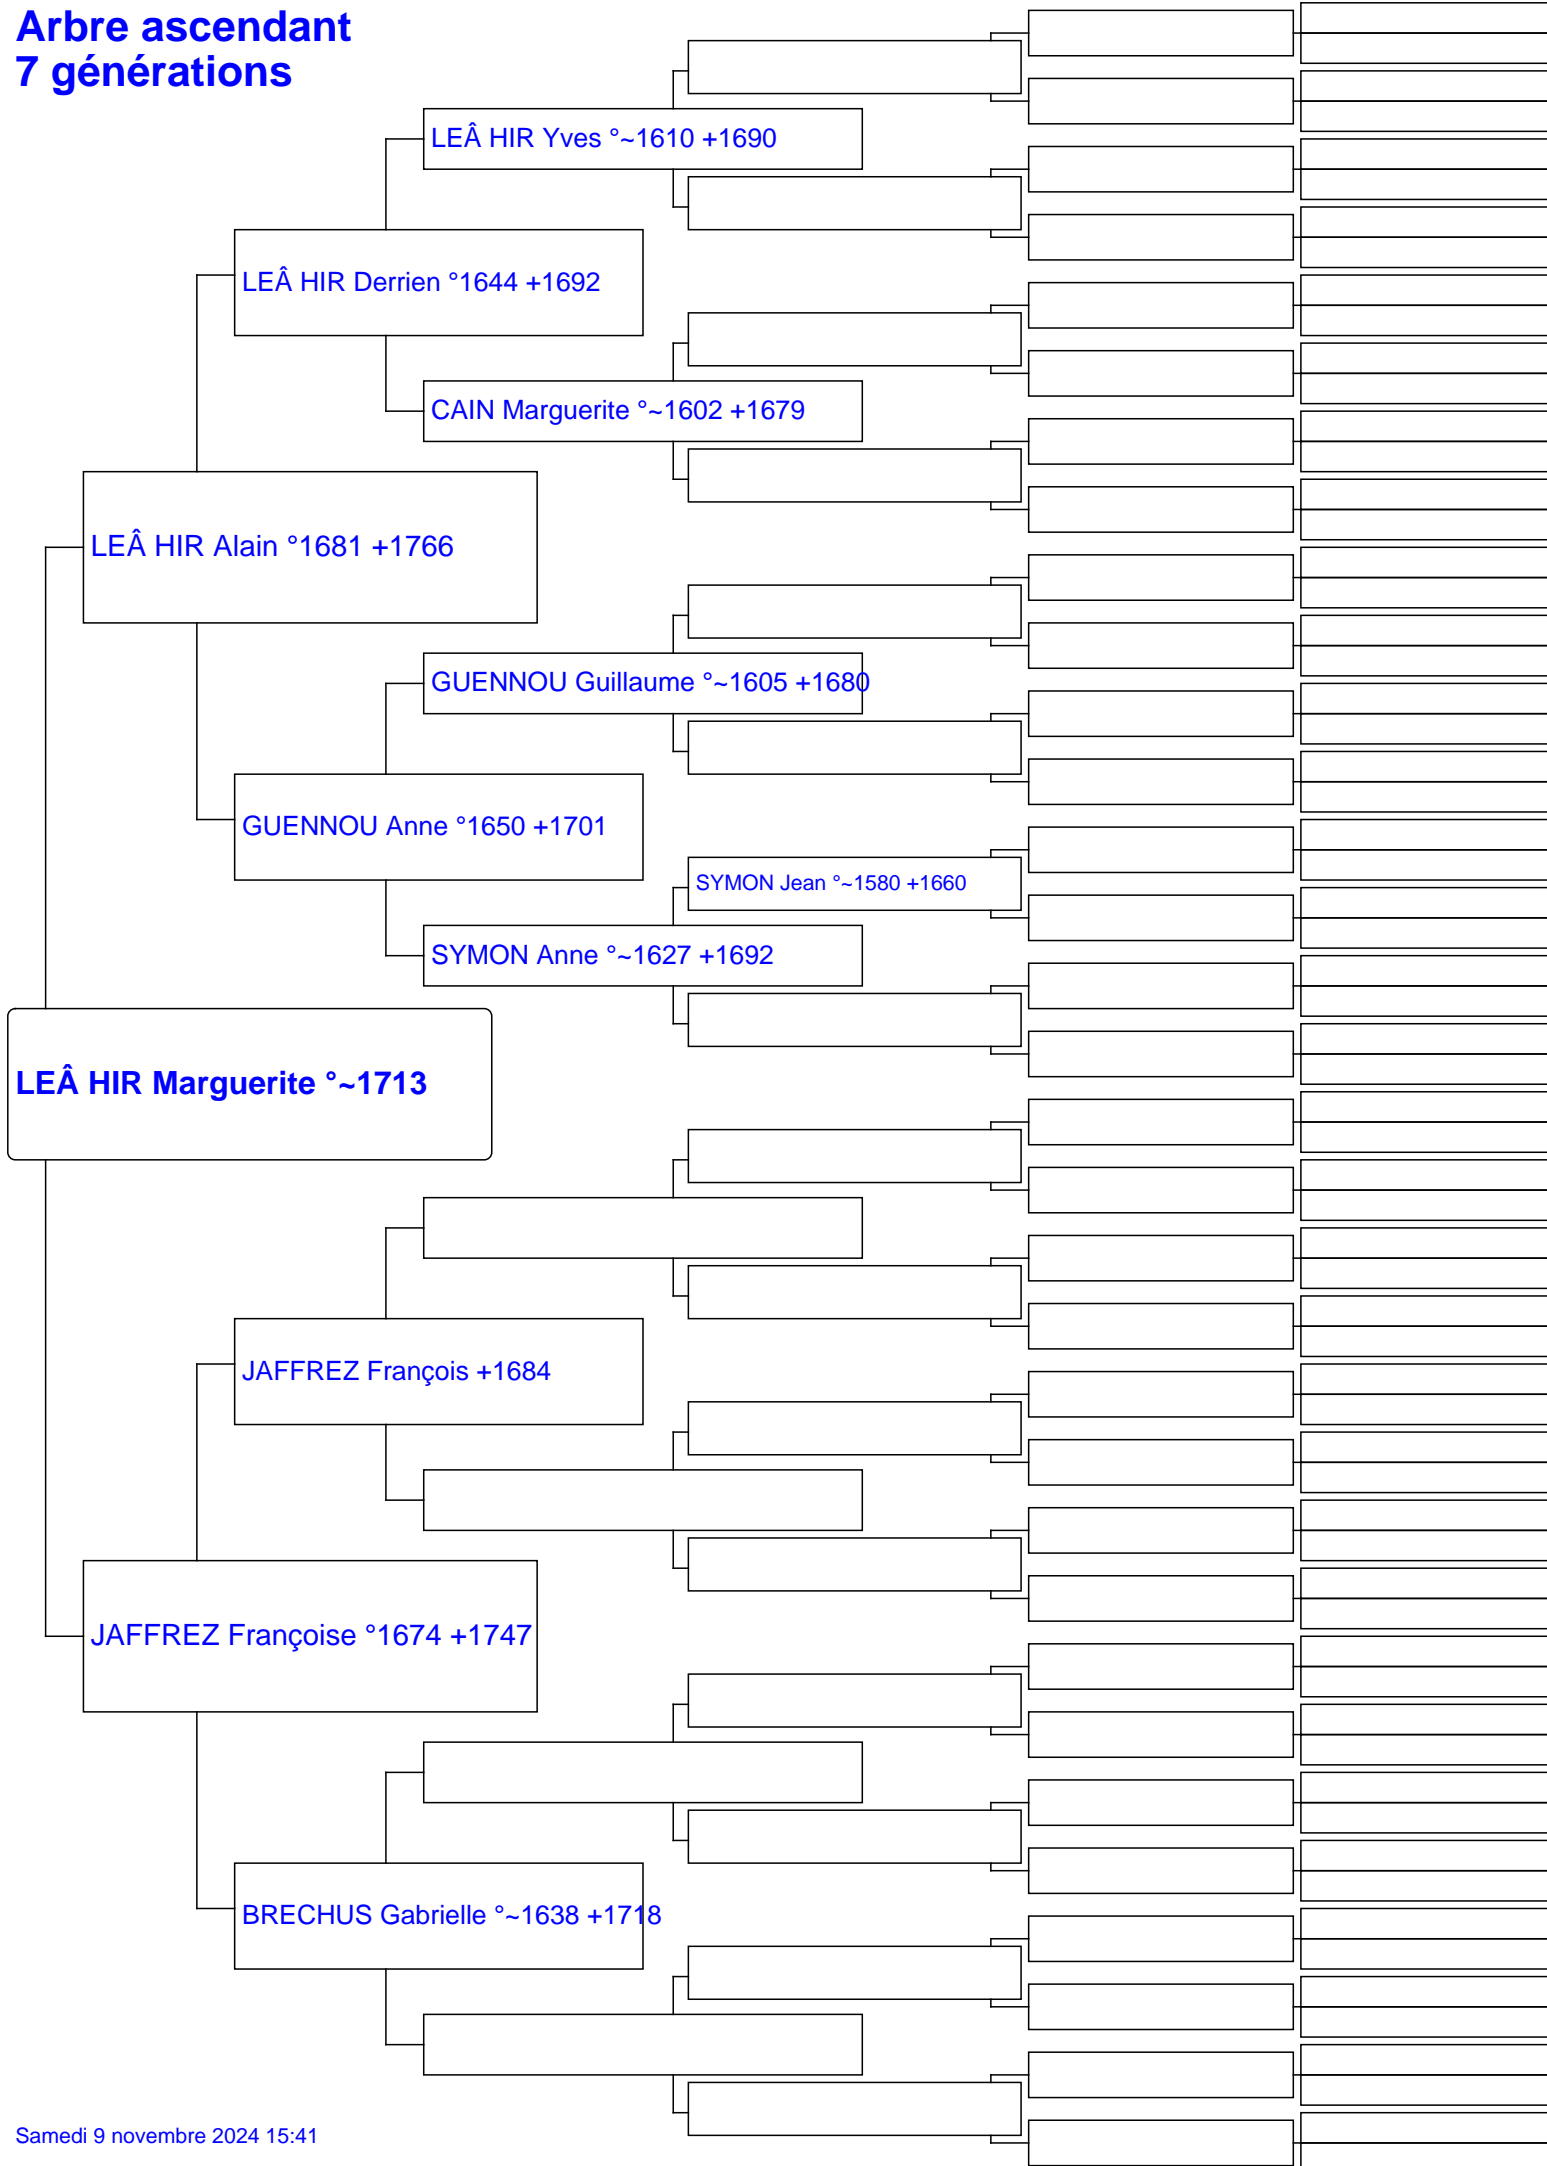 Arbre ascendant
7 générations
LEÂ HIR Yves °~1610 +1690
LEÂ HIR Derrien °1644 +1692
CAIN Marguerite °~1602 +1679
LEÂ HIR Alain °1681 +1766
GUENNOU Guillaume °~1605 +1680
GUENNOU Anne °1650 +1701
SYMON Jean °~1580 +1660
SYMON Anne °~1627 +1692
LEÂ HIR Marguerite °~1713
JAFFREZ François +1684
JAFFREZ Françoise °1674 +1747
BRECHUS Gabrielle °~1638 +1718
Samedi 9 novembre 2024 15:41